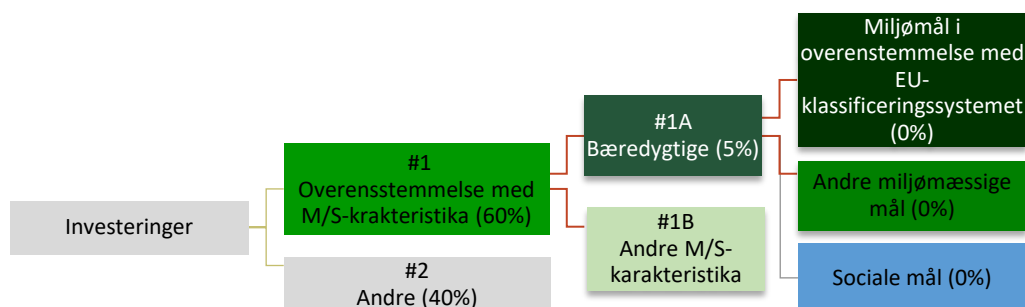 Investeringer
#1
Overensstemmelse med
M/S-krakteristika (60%)
#2
Andre (40%)
#1A
Bæredygtige (5%)
#1B
Andre M/S-
karakteristika
Miljømål i
overenstemmelse med
EU-
klassificeringssystemet
(0%)
Andre miljømæssige
mål (0%)
Sociale mål (0%)